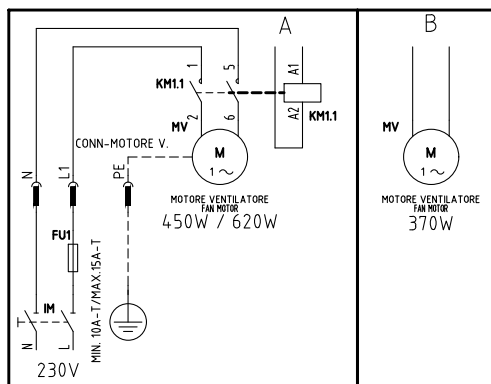 A
B
1
5
A1
KM1.1
A2
KM1.1
2
6
MV
MV
CONN-MOTORE V.
M
1~
M
1~
N
L1
PE
MOTORE VENTILATORE
FAN MOTOR
450W / 620W
MOTORE VENTILATORE
FAN MOTOR
370W
FU1
MIN. 10A-T/MAX.15A-T
IM
N
L
230V